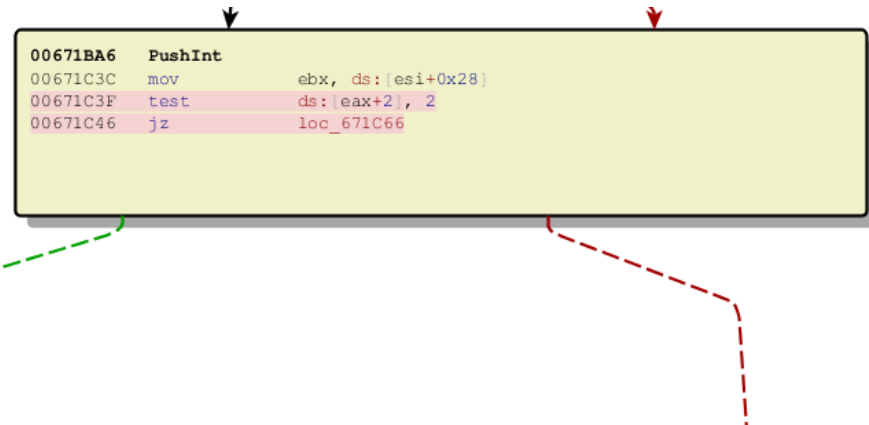 00671BA6 PushInt
00671C3C mov ebx, ds:[esi+0x28]
00671C3F test ds:[eax+2], 2
00671C46 jz loc_671C66